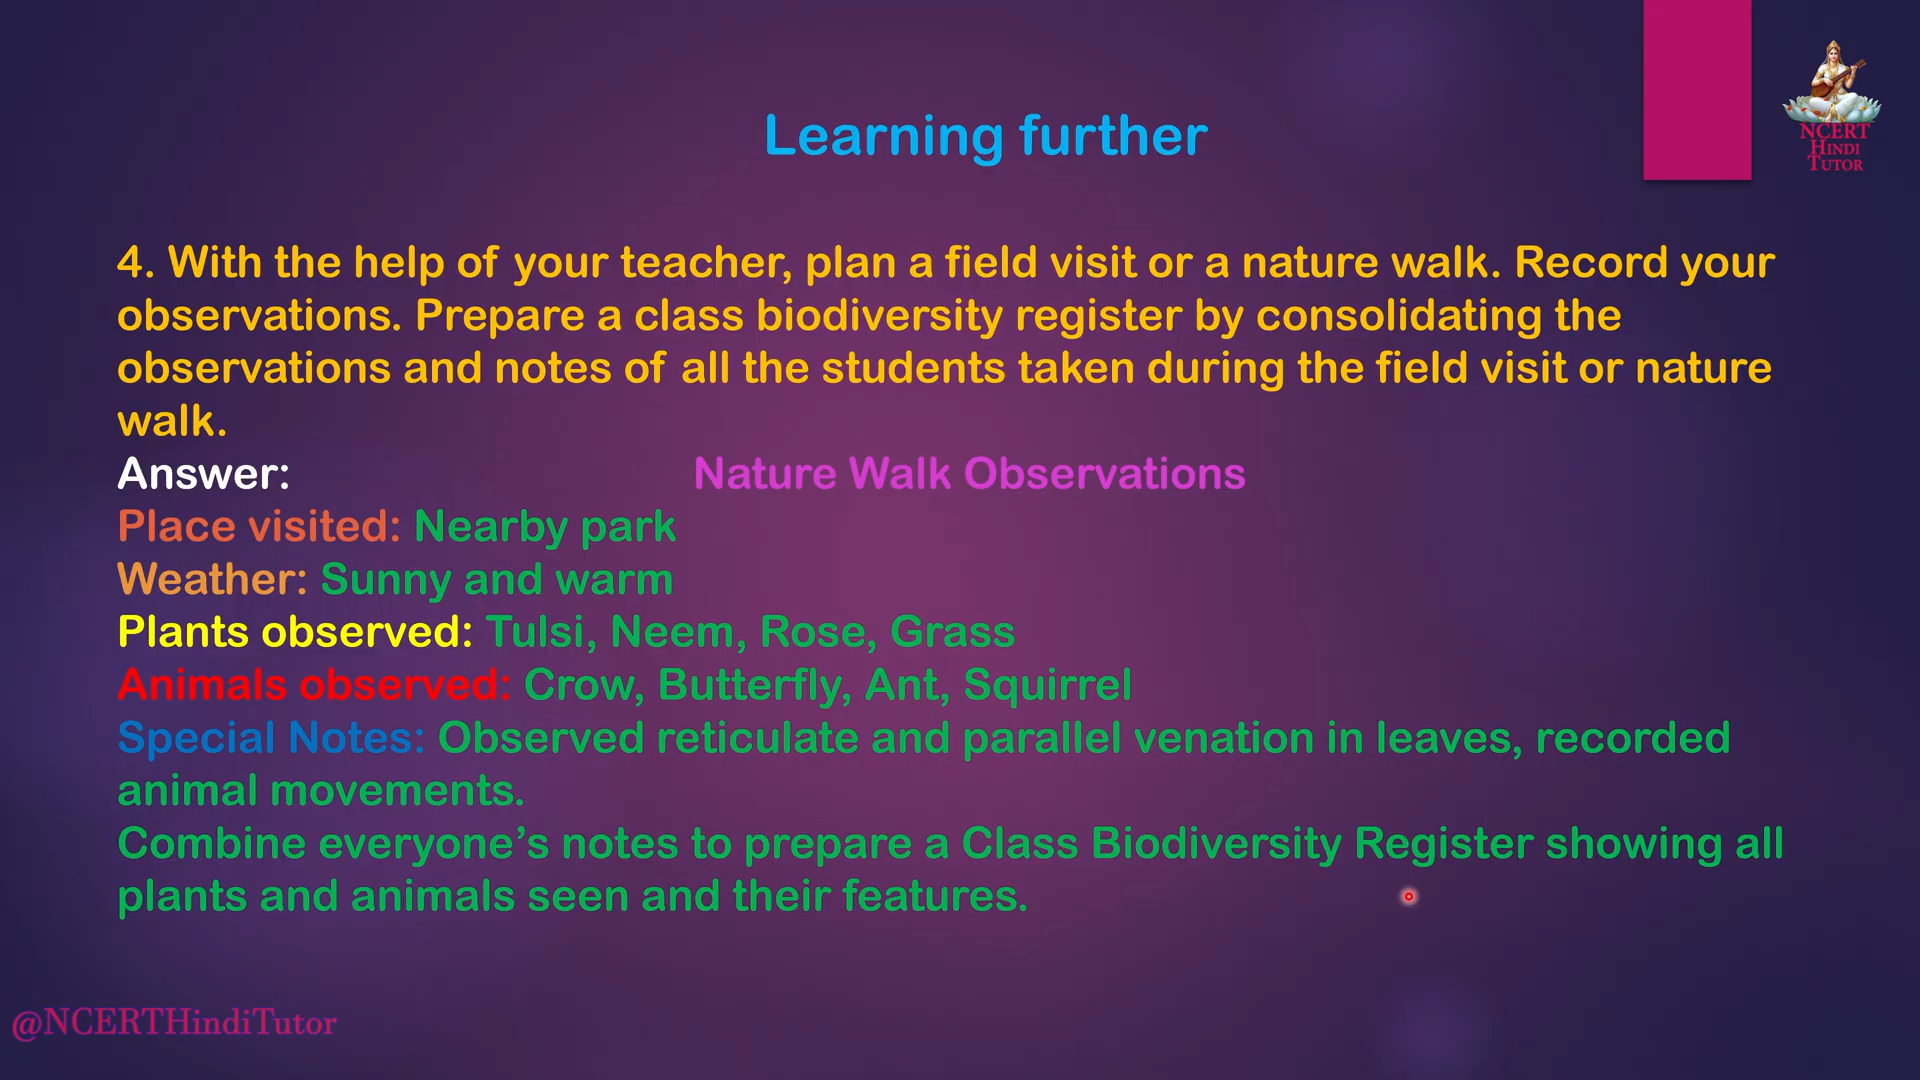 Learning further
NCERT
HINDI
TUTOR
4. With the help of your teacher, plan a field visit or a nature walk. Record your
observations. Prepare a class biodiversity register by consolidating the
observations and notes of all the students taken during the field visit or nature
walk.
Answer: Nature Walk Observations
Place visited: Nearby park
Weather: Sunny and warm
Plants observed: Tulsi, Neem, Rose, Grass
Animals observed: Crow, Butterfly, Ant, Squirrel
Special Notes: Observed reticulate and parallel venation in leaves, recorded
animal movements.
Combine everyone’s notes to prepare a Class Biodiversity Register showing all
plants and animals seen and their features.
@NCERTHindiTutor